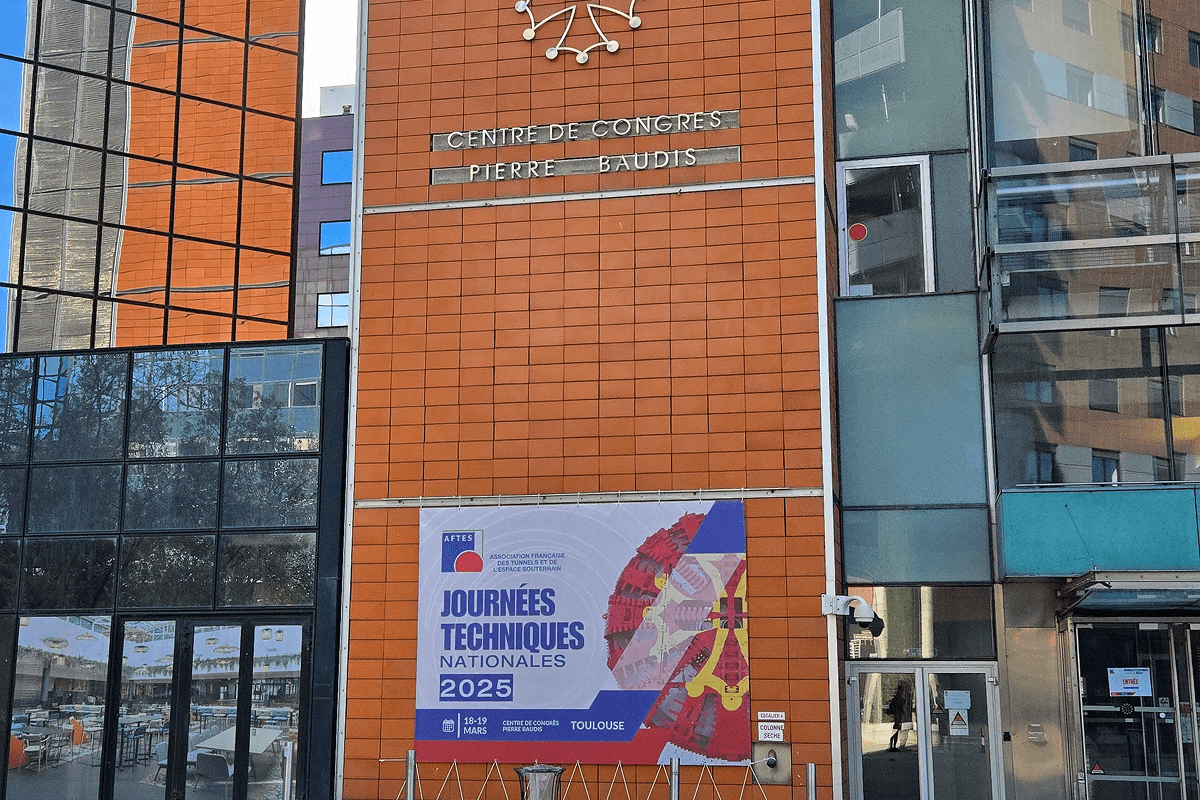 CENTRE DE CONGRES
PIERRE BAUDIS
AFTES
ASSOCIATION FRANÇAISE
DES TUNNELS ET DE
L'ESPACE SOUTERRAIN
JOURNÉES
TECHNIQUES
NATIONALES
2025
18-19
MARS
CENTRE DE CONGRÈS
PIERRE BAUDIS
TOULOUSE
ESCALIER 4
COLONNE
SECHE
ENTRÉE